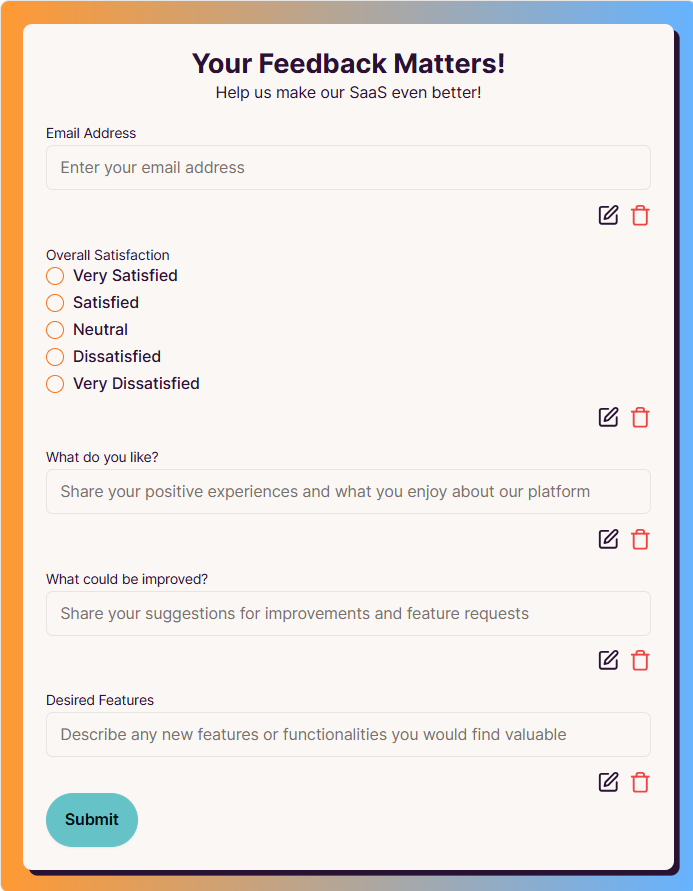 Your Feedback Matters!
Help us make our SaaS even better!
Email Address
Enter your email address
Overall Satisfaction
Very Satisfied
Satisfied
Neutral
Dissatisfied
Very Dissatisfied
What do you like?
Share your positive experiences and what you enjoy about our platform
What could be improved?
Share your suggestions for improvements and feature requests
Desired Features
Describe any new features or functionalities you would find valuable
Submit